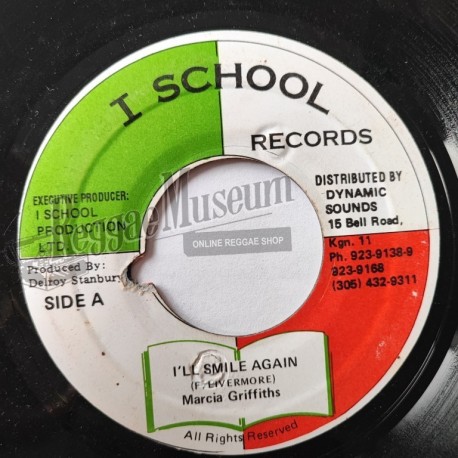 I SCHOOL
RECORDS
EXECUTIVE PRODUCER:
I SCHOOL
PRODUCTION
LTD.
Produced By:
Delroy Stanbury
SIDE A
DISTRIBUTED BY
DYNAMIC
SOUNDS
15 Bell Road,
Kgn. 11
Ph. 923-9138-9
923-9168
(305) 432-9311
ReggaeMuseum
ONLINE REGGAE SHOP
I'LL SMILE AGAIN
(F. LIVERMORE)
Marcia Griffiths
All Rights Reserved